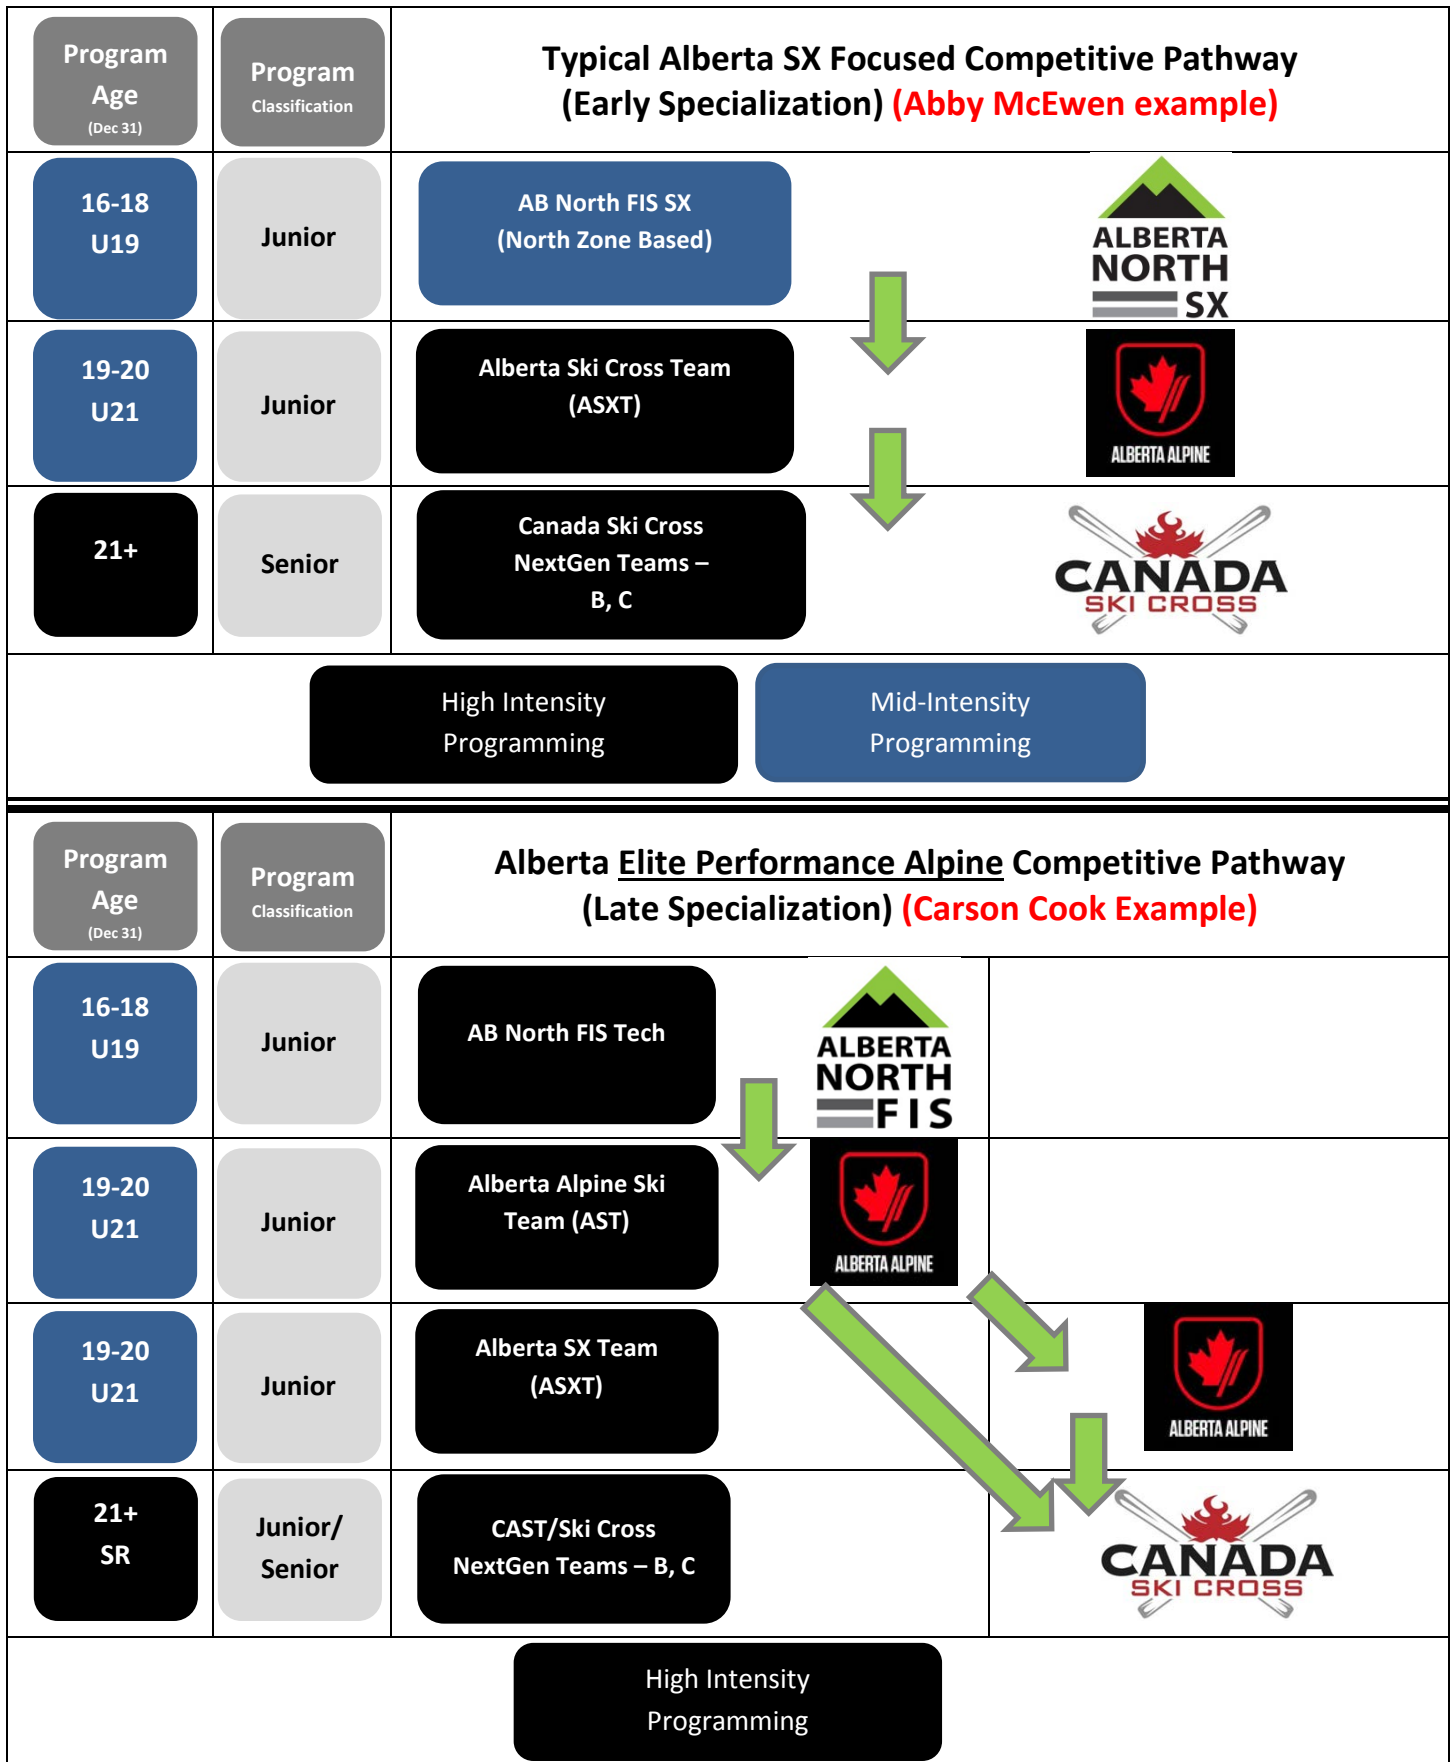 Program
Age
(Dec 31)
Program
Classification
Typical Alberta SX Focused Competitive Pathway
(Early Specialization) (Abby McEwen example)
16-18
U19
Junior
AB North FIS SX
(North Zone Based)
ALBERTA
NORTH
SX
19-20
U21
Junior
Alberta Ski Cross Team
(ASXT)
ALBERTA ALPINE
21+
Senior
Canada Ski Cross
NextGen Teams –
B, C
CANADA
SKI CROSS
High Intensity
Programming
Mid-Intensity
Programming
Program
Age
(Dec 31)
Program
Classification
Alberta Elite Performance Alpine Competitive Pathway
(Late Specialization) (Carson Cook Example)
16-18
U19
Junior
AB North FIS Tech
ALBERTA
NORTH
FIS
19-20
U21
Junior
Alberta Alpine Ski
Team (AST)
ALBERTA ALPINE
19-20
U21
Junior
Alberta SX Team
(ASXT)
ALBERTA ALPINE
21+
SR
Junior/
Senior
CAST/Ski Cross
NextGen Teams – B, C
CANADA
SKI CROSS
High Intensity
Programming